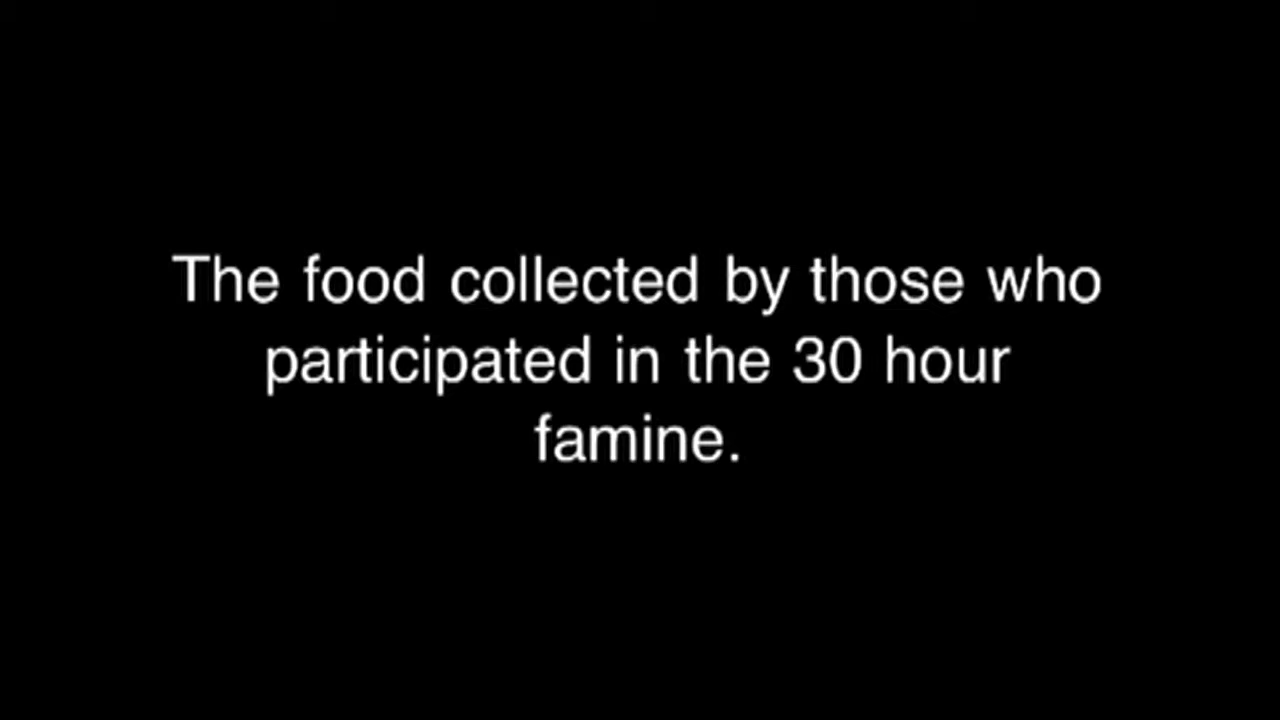 The food collected by those who
participated in the 30 hour
famine.